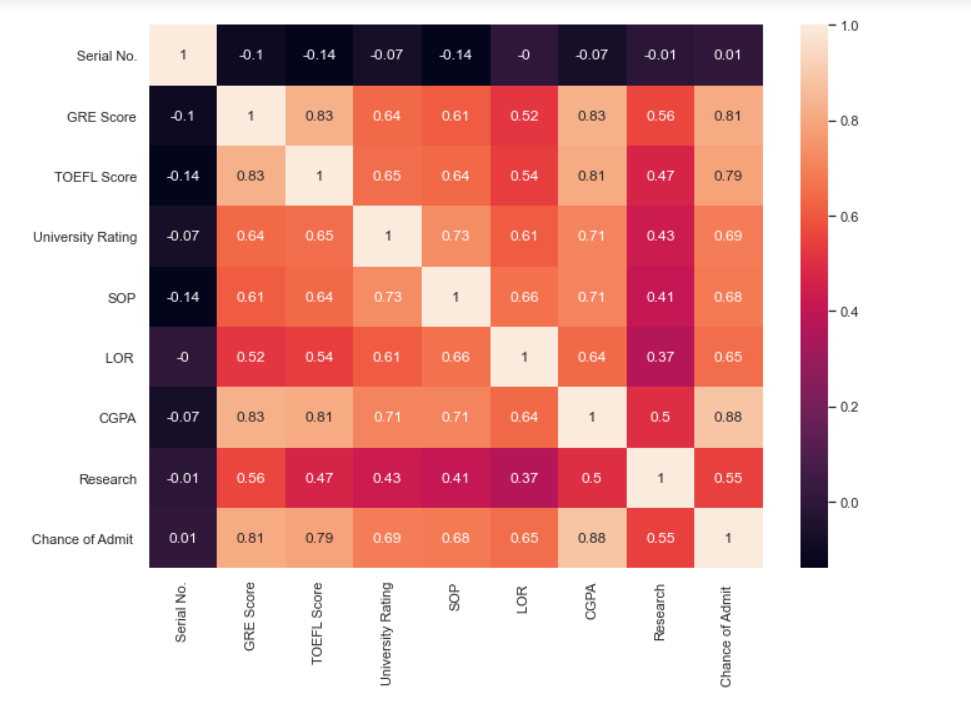 Serial No. 1 -0.1 -0.14 -0.07 -0.14 -0 -0.07 -0.01 0.01
GRE Score -0.1 1 0.83 0.64 0.61 0.52 0.83 0.56 0.81
TOEFL Score -0.14 0.83 1 0.65 0.64 0.54 0.81 0.47 0.79
University Rating -0.07 0.64 0.65 1 0.73 0.61 0.71 0.43 0.69
SOP -0.14 0.61 0.64 0.73 1 0.66 0.71 0.41 0.68
LOR -0 0.52 0.54 0.61 0.66 1 0.64 0.37 0.65
CGPA -0.07 0.83 0.81 0.71 0.71 0.64 1 0.5 0.88
Research -0.01 0.56 0.47 0.43 0.41 0.37 0.5 1 0.55
Chance of Admit 0.01 0.81 0.79 0.69 0.68 0.65 0.88 0.55 1
Serial No.
GRE Score
TOEFL Score
University Rating
SOP
LOR
CGPA
Research
Chance of Admit
1.0
0.8
0.6
0.4
0.2
0.0